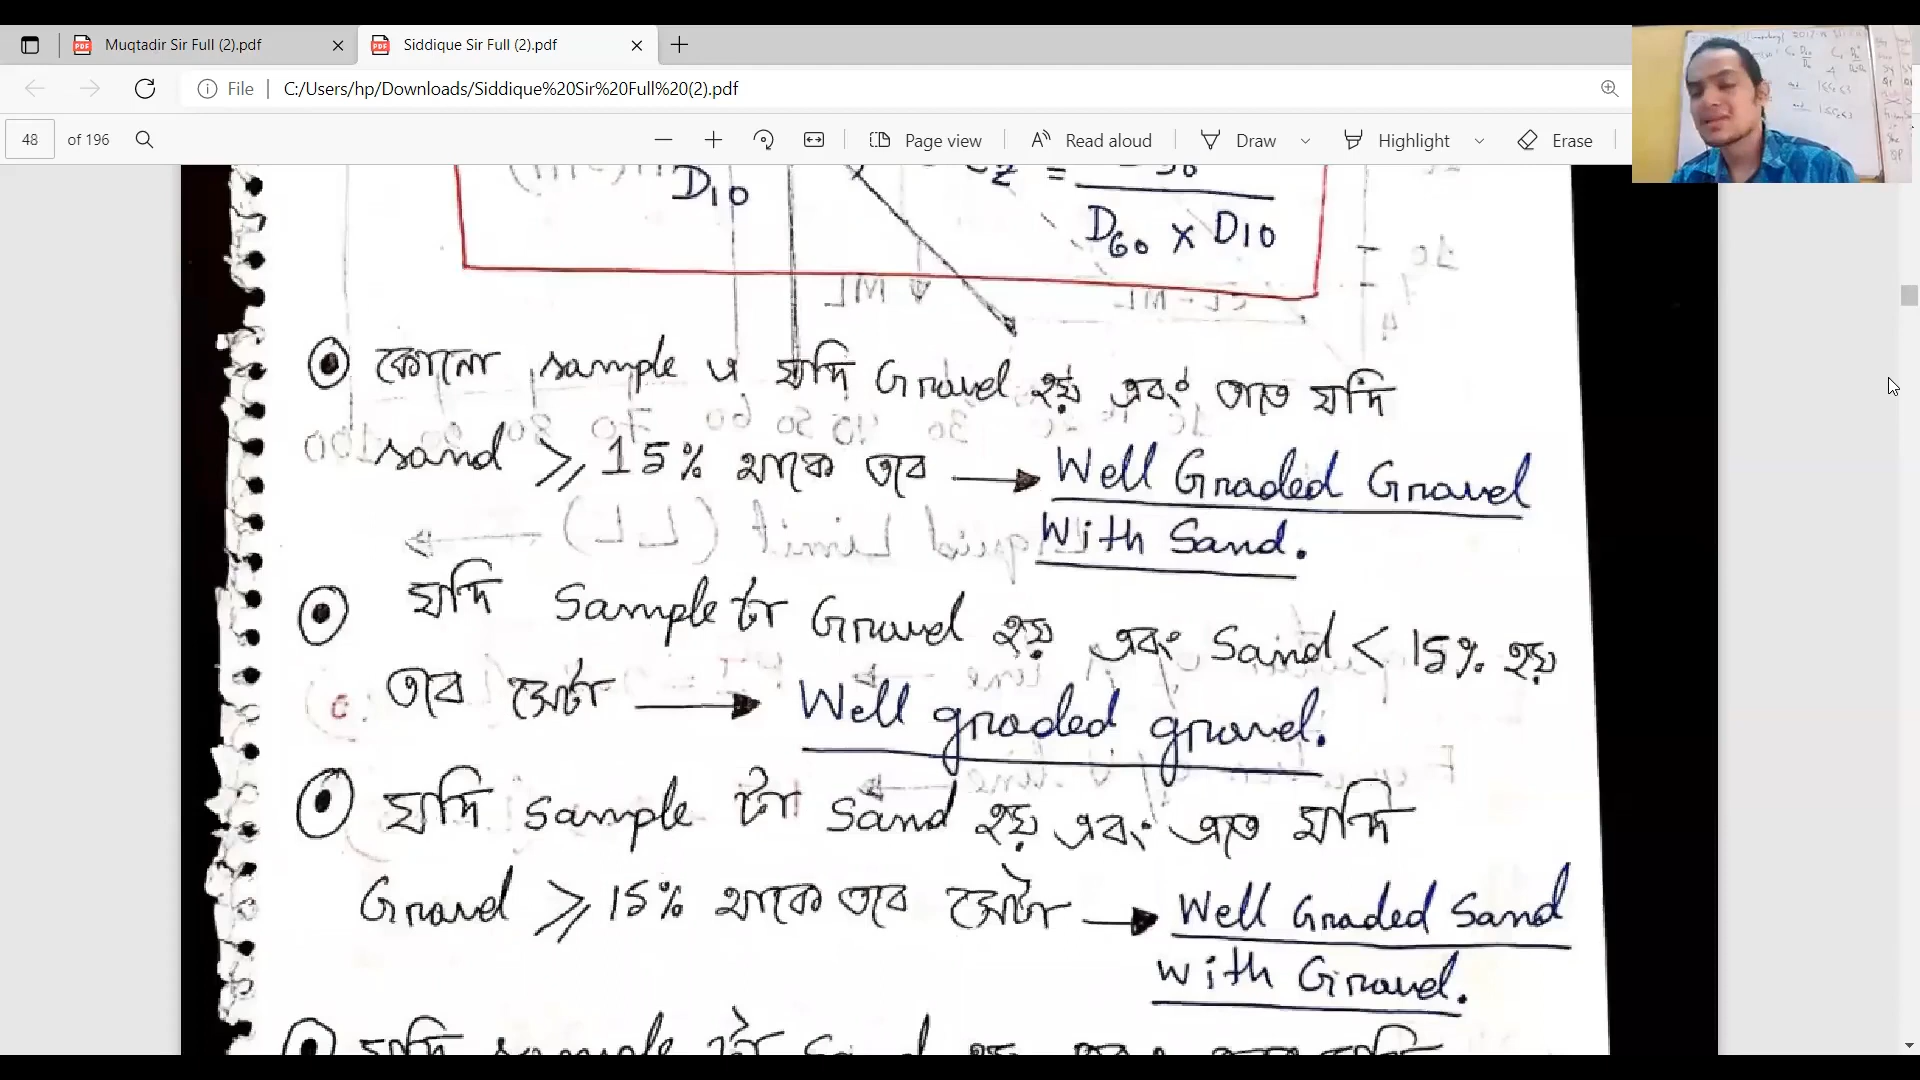 Muqtadir Sir Full (2).pdf
Siddique Sir Full (2).pdf
File
C:/Users/hp/Downloads/Siddique%20Sir%20Full%20(2).pdf
48 of 196
Page view
Read aloud
Draw
Highlight
Erase
D10
Cz =
D60 x D10
কোনো sample এ যদি Gravel হয় এবং তাতে যদি
sand ⩾ 15% থাকে তবে → Well Graded Gravel
With Sand.
যদি Sample টা Gravel হয় এবং Sand < 15% হয়
তবে সেটা → Well graded gravel.
যদি sample টা Sand হয় এবং এতে যদি
Gravel ⩾ 15% থাকে তবে সেটা → Well Graded Sand
with Gravel.